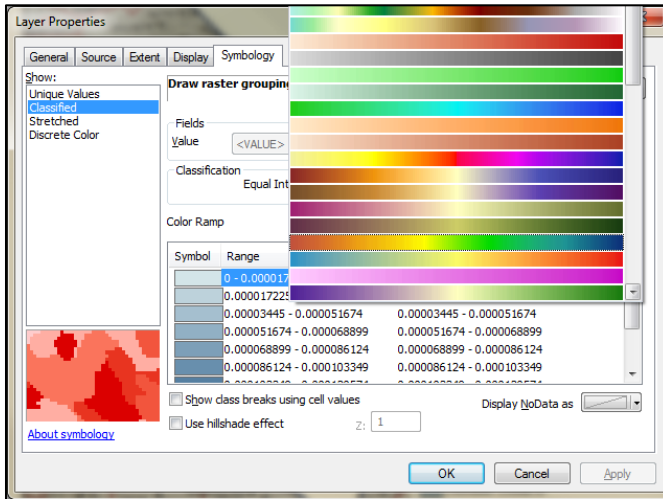 Layer Properties
General Source Extent Display Symbology
Show:
Unique Values
Classified
Stretched
Discrete Color
Draw raster grouping
Fields
Value <VALUE>
Classification
Equal Int
Color Ramp
Symbol Range
0 - 0.000017
0.000017225
0.00003445 - 0.000051674 0.00003445 - 0.000051674
0.000051674 - 0.000068899 0.000051674 - 0.000068899
0.000068899 - 0.000086124 0.000068899 - 0.000086124
0.000086124 - 0.000103349 0.000086124 - 0.000103349
Show class breaks using cell values
Display NoData as
Use hillshade effect Z: 1
About symbology
OK Cancel Apply